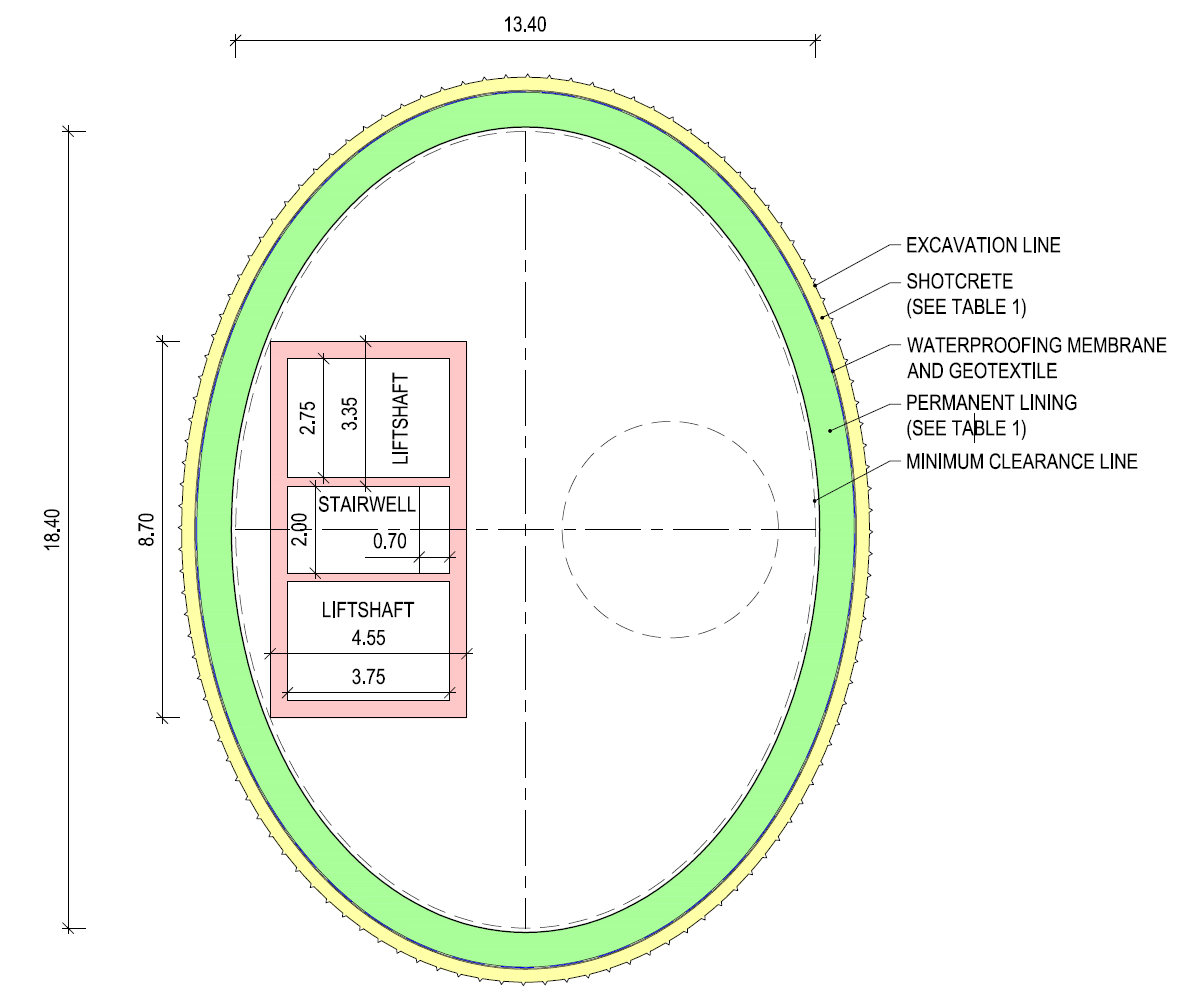 13.40
EXCAVATION LINE
SHOTCRETE
(SEE TABLE 1)
WATERPROOFING MEMBRANE
AND GEOTEXTILE
PERMANENT LINING
(SEE TABLE 1)
MINIMUM CLEARANCE LINE
18.40
8.70
2.75
3.35
LIFTSHAFT
STAIRWELL
2.00
0.70
LIFTSHAFT
4.55
3.75